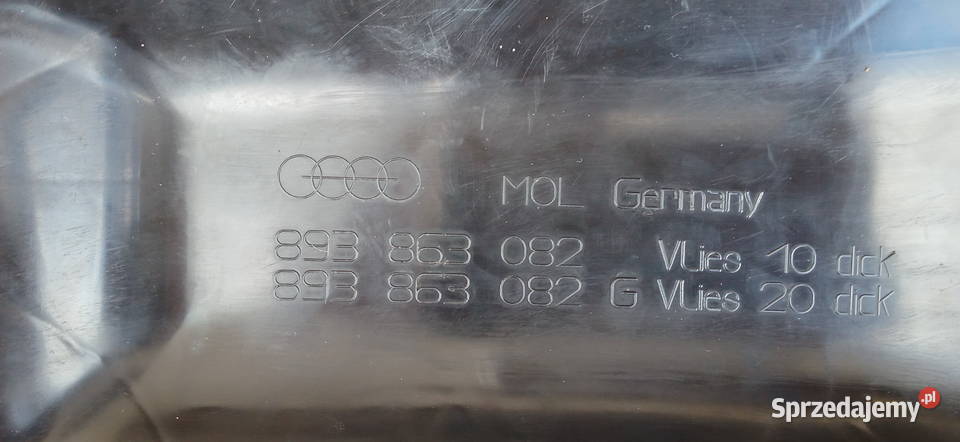 MOL Germany
893 863 082 Vlies 10 dick
893 863 082 G Vlies 20 dick
Sprzedajemy.pl